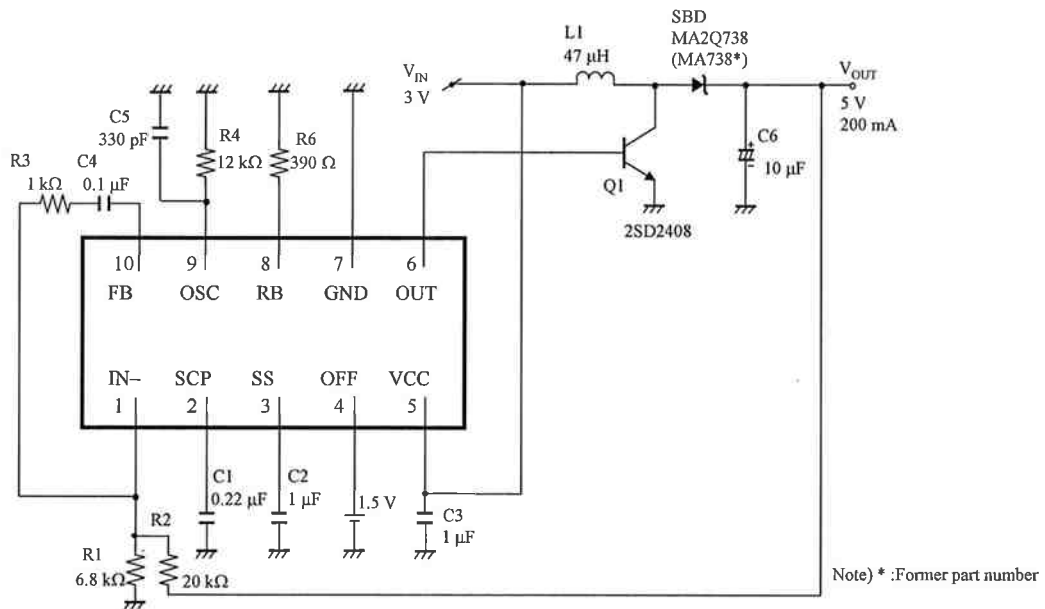 SBD
MA2Q738
(MA738*)
L1
47 μH
V_IN
3 V
V_OUT
5 V
200 mA
C5
330 pF
R4
12 kΩ
R6
390 Ω
C6
10 μF
R3
1 kΩ
C4
0.1 μF
Q1
2SD2408
10
9
8
7
6
FB
OSC
RB
GND
OUT
IN−
SCP
SS
OFF
VCC
1
2
3
4
5
C1
0.22 μF
C2
1 μF
1.5 V
C3
1 μF
R2
20 kΩ
R1
6.8 kΩ
Note) * :Former part number